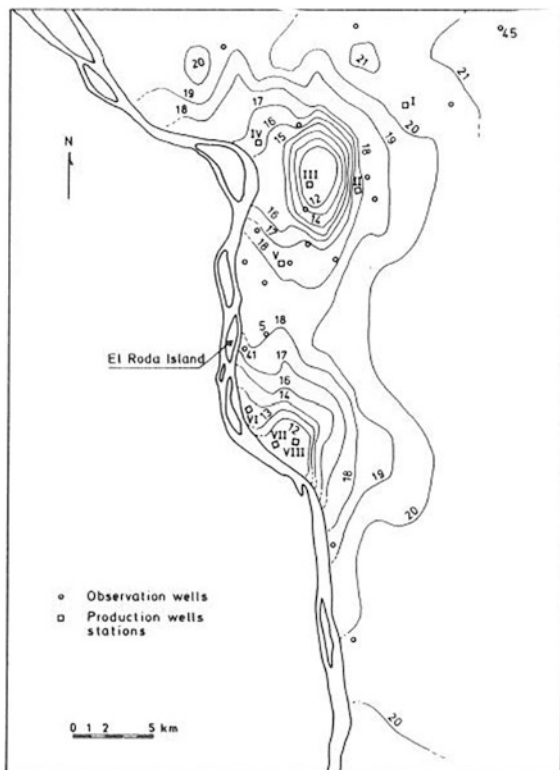 45
20
21
21
19
18
17
I
20
16
IV
15
19
18
N
III
II
12
14
16
17
18
V
5
18
41
El Roda Island
17
16
14
13
12
VI
VII
VIII
18
19
20
Observation wells
Production wells
stations
20
0 1 2 5 km